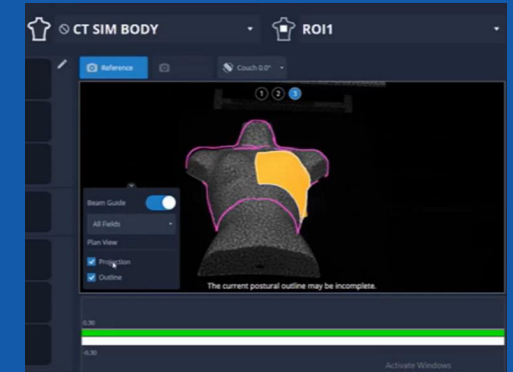 CT SIM BODY
ROI1
Reference
Couch 0.0°
1 2 3
Beam Guide
All Fields
Plan View
Projection
Outline
The current postural outline may be incomplete.
0.30
-0.30
Activate Windows